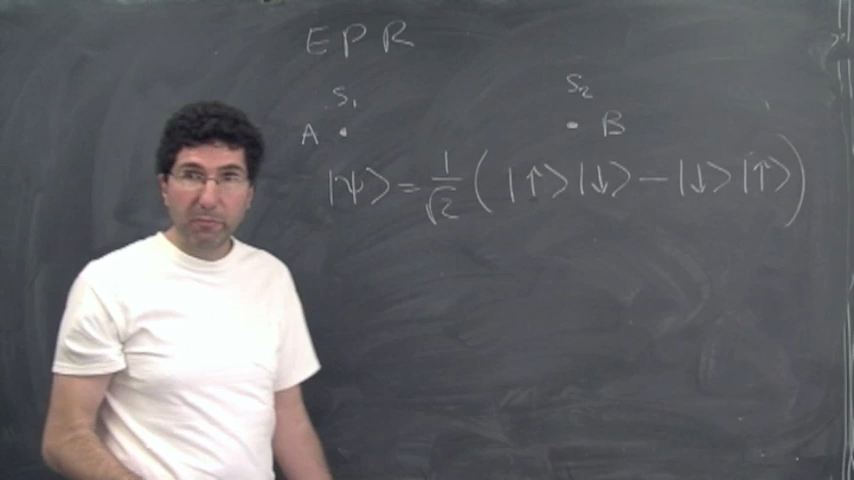 EPR
S₁ S₂
A • • B
|ψ⟩ = 1/√2 ( |↑⟩|↓⟩ − |↓⟩|↑⟩ )